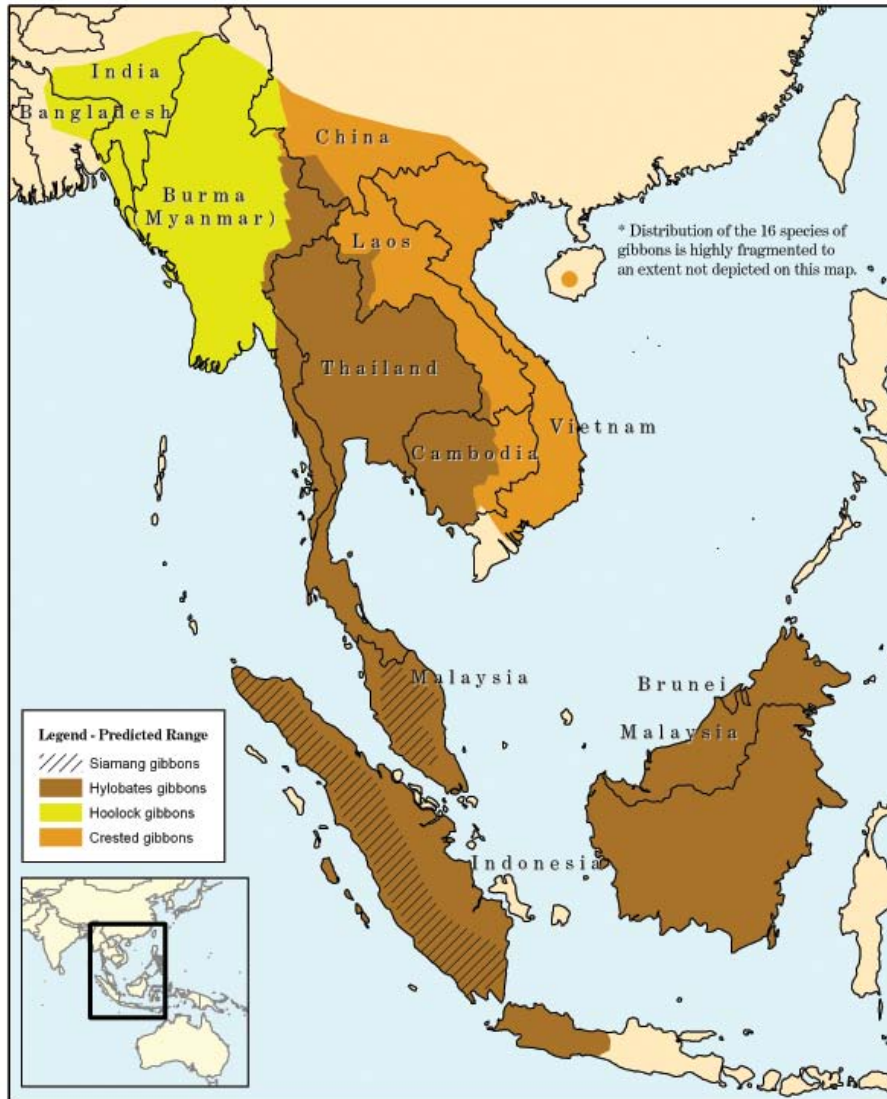 India
Bangladesh
China
Burma
(Myanmar)
Laos
* Distribution of the 16 species of
gibbons is highly fragmented to
an extent not depicted on this map.
Thailand
Vietnam
Cambodia
Malaysia
Brunei
Malaysia
Indonesia
Legend - Predicted Range
Siamang gibbons
Hylobates gibbons
Hoolock gibbons
Crested gibbons